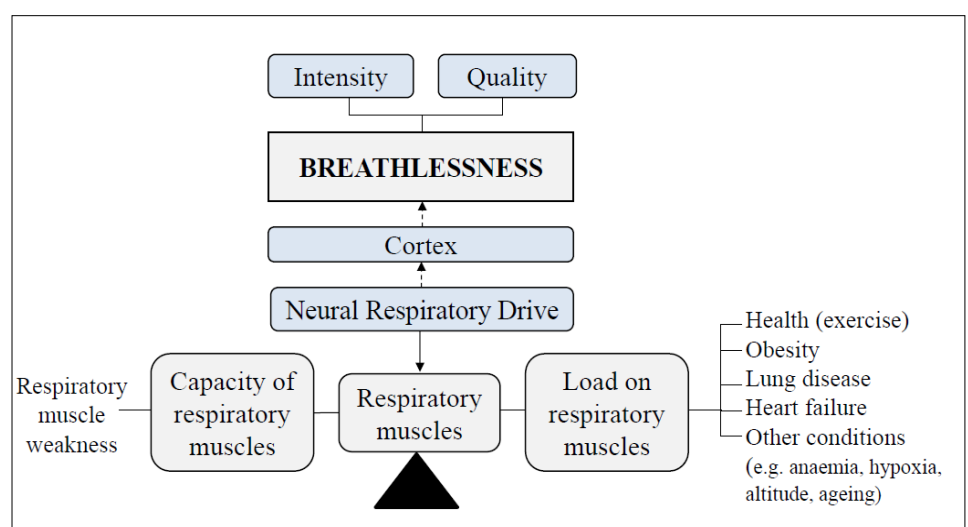 Intensity
Quality
BREATHLESSNESS
Cortex
Neural Respiratory Drive
Respiratory
muscle
weakness
Capacity of
respiratory
muscles
Respiratory
muscles
Load on
respiratory
muscles
Health (exercise)
Obesity
Lung disease
Heart failure
Other conditions
(e.g. anaemia, hypoxia,
altitude, ageing)